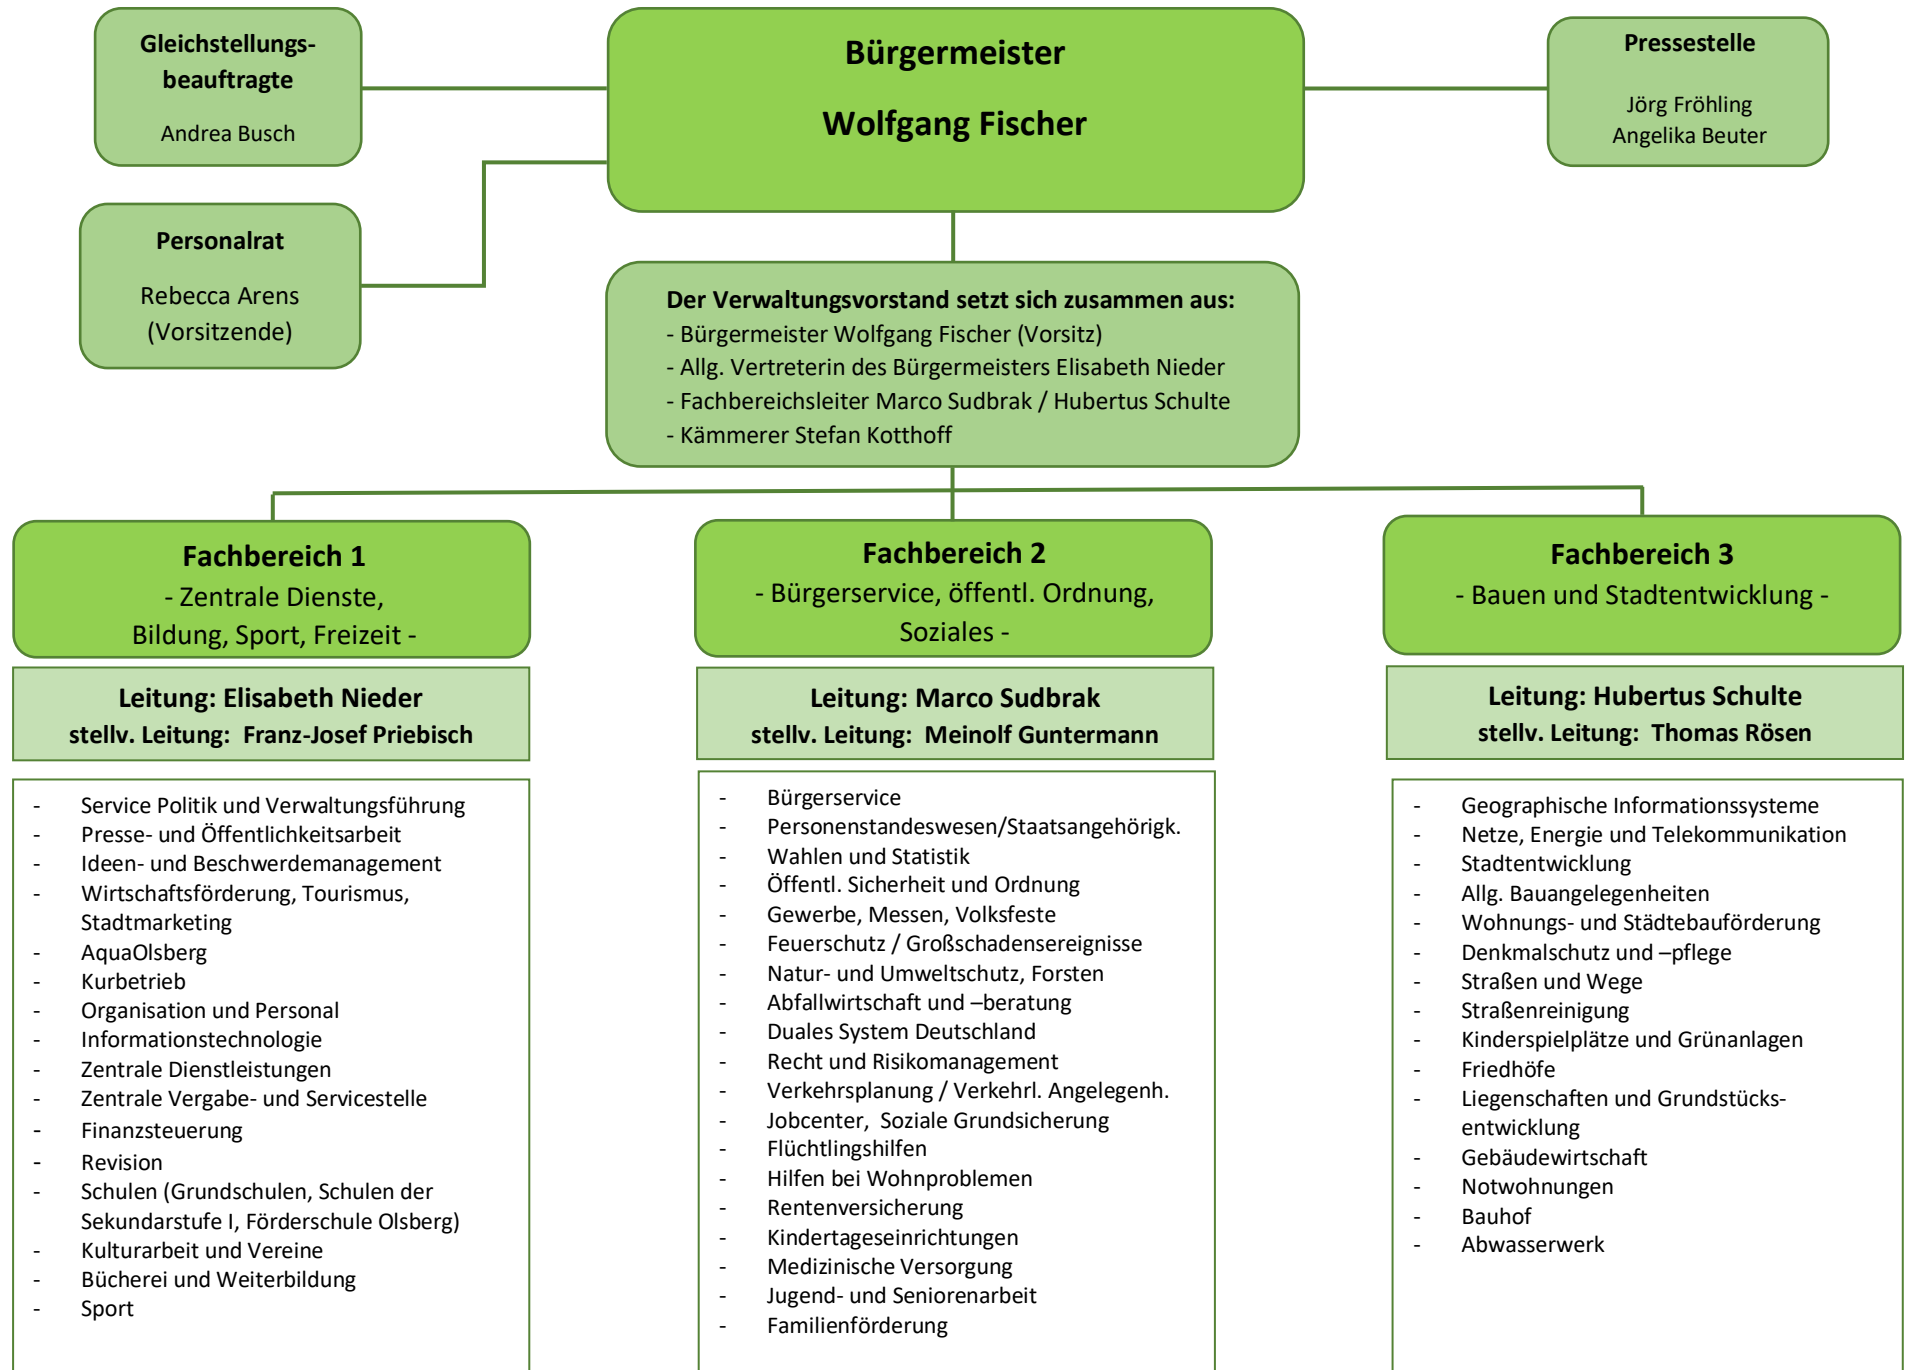 Gleichstellungs-
beauftragte
Andrea Busch
Bürgermeister
Wolfgang Fischer
Pressestelle
Jörg Fröhling
Angelika Beuter
Personalrat
Rebecca Arens
(Vorsitzende)
Der Verwaltungsvorstand setzt sich zusammen aus:
- Bürgermeister Wolfgang Fischer (Vorsitz)
- Allg. Vertreterin des Bürgermeisters Elisabeth Nieder
- Fachbereichsleiter Marco Sudbrak / Hubertus Schulte
- Kämmerer Stefan Kotthoff
Fachbereich 1
- Zentrale Dienste,
Bildung, Sport, Freizeit -
Leitung: Elisabeth Nieder
stellv. Leitung: Franz-Josef Priebisch
- Service Politik und Verwaltungsführung
- Presse- und Öffentlichkeitsarbeit
- Ideen- und Beschwerdemanagement
- Wirtschaftsförderung, Tourismus,
Stadtmarketing
- AquaOlsberg
- Kurbetrieb
- Organisation und Personal
- Informationstechnologie
- Zentrale Dienstleistungen
- Zentrale Vergabe- und Servicestelle
- Finanzsteuerung
- Revision
- Schulen (Grundschulen, Schulen der
Sekundarstufe I, Förderschule Olsberg)
- Kulturarbeit und Vereine
- Bücherei und Weiterbildung
- Sport
Fachbereich 2
- Bürgerservice, öffentl. Ordnung,
Soziales -
Leitung: Marco Sudbrak
stellv. Leitung: Meinolf Guntermann
- Bürgerservice
- Personenstandeswesen/Staatsangehörigk.
- Wahlen und Statistik
- Öffentl. Sicherheit und Ordnung
- Gewerbe, Messen, Volksfeste
- Feuerschutz / Großschadensereignisse
- Natur- und Umweltschutz, Forsten
- Abfallwirtschaft und –beratung
- Duales System Deutschland
- Recht und Risikomanagement
- Verkehrsplanung / Verkehrl. Angelegenh.
- Jobcenter, Soziale Grundsicherung
- Flüchtlingshilfen
- Hilfen bei Wohnproblemen
- Rentenversicherung
- Kindertageseinrichtungen
- Medizinische Versorgung
- Jugend- und Seniorenarbeit
- Familienförderung
Fachbereich 3
- Bauen und Stadtentwicklung -
Leitung: Hubertus Schulte
stellv. Leitung: Thomas Rösen
- Geographische Informationssysteme
- Netze, Energie und Telekommunikation
- Stadtentwicklung
- Allg. Bauangelegenheiten
- Wohnungs- und Städtebauförderung
- Denkmalschutz und –pflege
- Straßen und Wege
- Straßenreinigung
- Kinderspielplätze und Grünanlagen
- Friedhöfe
- Liegenschaften und Grundstücks-
entwicklung
- Gebäudewirtschaft
- Notwohnungen
- Bauhof
- Abwasserwerk